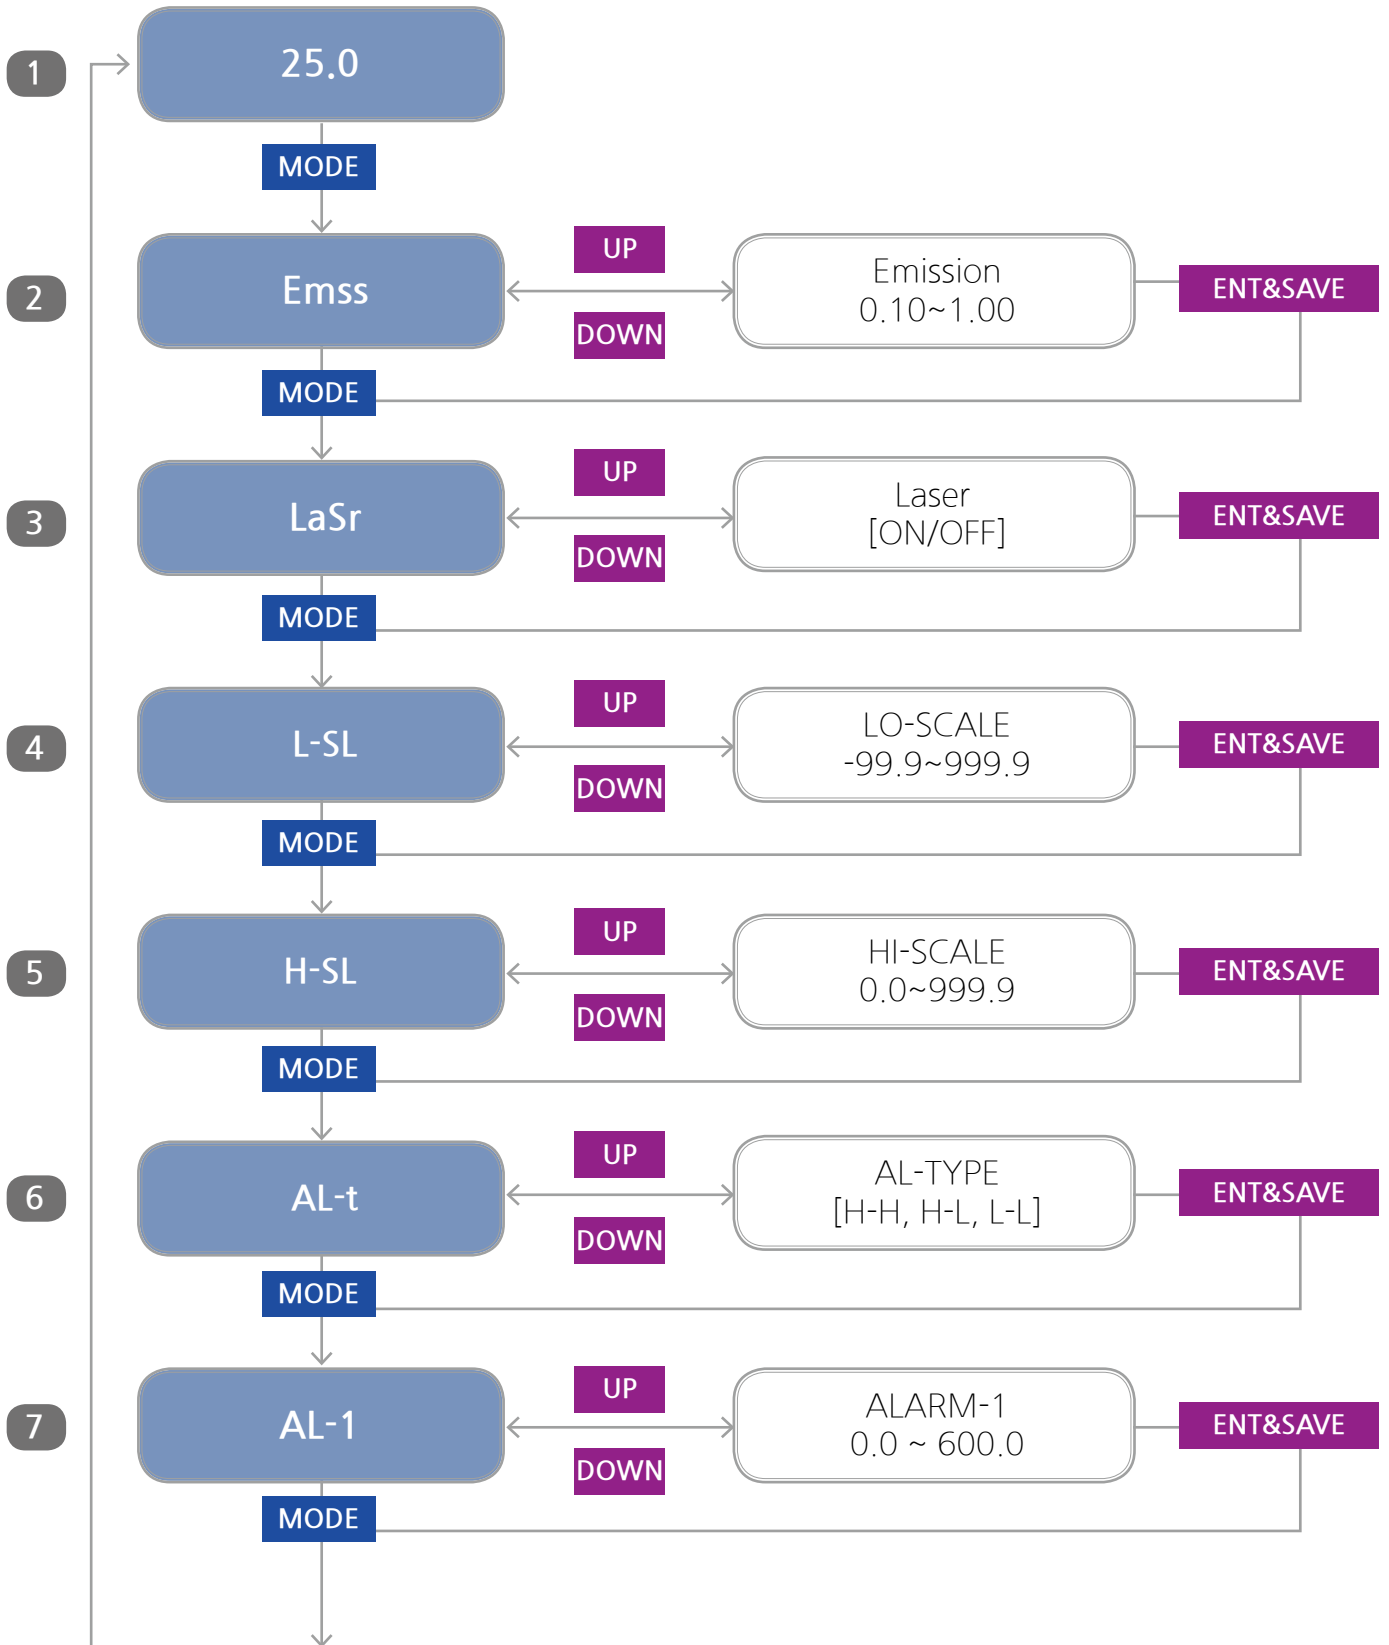 1
25.0
MODE
2
Emss
UP
DOWN
Emission
0.10~1.00
ENT&SAVE
MODE
3
LaSr
UP
DOWN
Laser
[ON/OFF]
ENT&SAVE
MODE
4
L-SL
UP
DOWN
LO-SCALE
-99.9~999.9
ENT&SAVE
MODE
5
H-SL
UP
DOWN
HI-SCALE
0.0~999.9
ENT&SAVE
MODE
6
AL-t
UP
DOWN
AL-TYPE
[H-H, H-L, L-L]
ENT&SAVE
MODE
7
AL-1
UP
DOWN
ALARM-1
0.0 ~ 600.0
ENT&SAVE
MODE